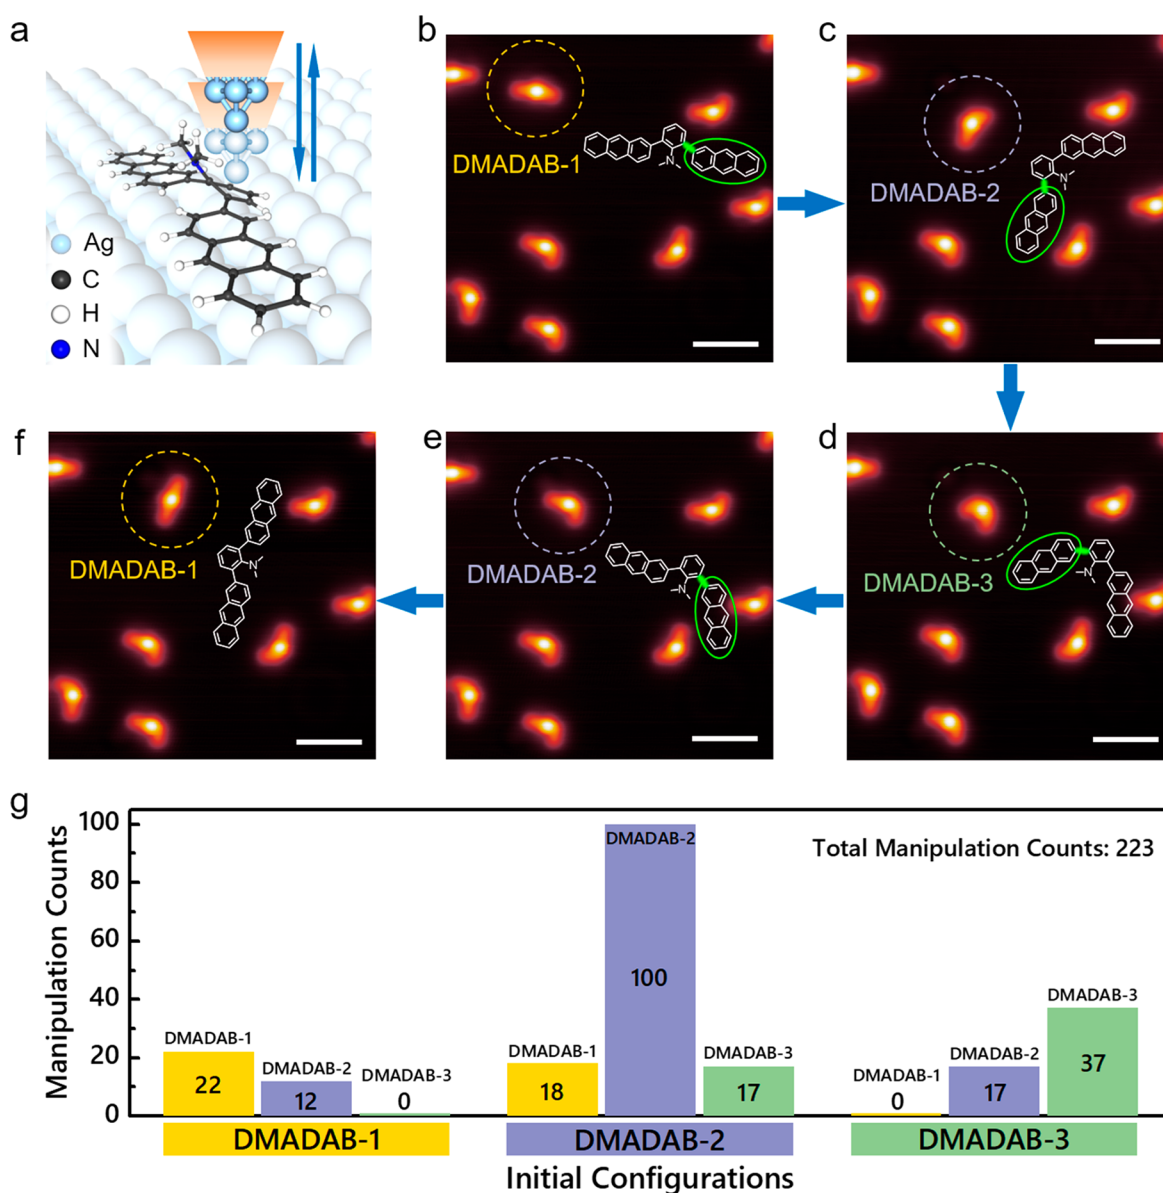 a
Ag
C
H
N
b
DMADAB-1
N
c
DMADAB-2
N
f
DMADAB-1
N
e
DMADAB-2
N
d
DMADAB-3
N
g
Total Manipulation Counts: 223
Manipulation Counts
100
80
60
40
20
0
DMADAB-1
22
DMADAB-2
12
DMADAB-3
0
DMADAB-1
18
DMADAB-2
100
DMADAB-3
17
DMADAB-1
0
DMADAB-2
17
DMADAB-3
37
DMADAB-1
DMADAB-2
DMADAB-3
Initial Configurations